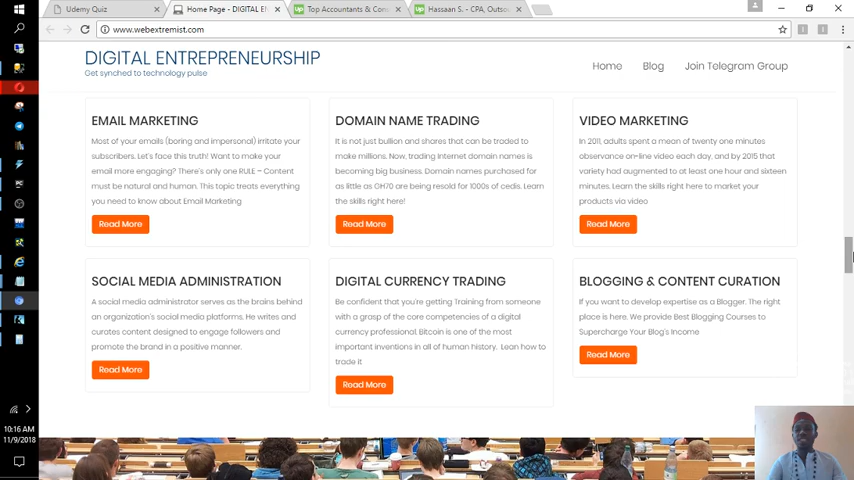 Udemy Quiz
Home Page - DIGITAL EN
Top Accountants & Con
Hassaan S. - CPA, Outso
www.webextremist.com
DIGITAL ENTREPRENEURSHIP
Get synched to technology pulse
Home
Blog
Join Telegram Group
EMAIL MARKETING
Most of your emails (boring and impersonal) irritate your
subscribers. Let's face this truth! Want to make your
email more engaging? There's only one RULE – Content
must be natural and human. This topic treats everything
you need to know about Email Marketing
Read More
DOMAIN NAME TRADING
It is not just bullion and shares that can be traded to
make millions. Now, trading Internet domain names is
becoming big business. Domain names purchased for
as little as GH70 are being resold for 1000s of cedis. Learn
the skills right here!
Read More
VIDEO MARKETING
In 2011, adults spent a mean of twenty one minutes
observance on-line video each day, and by 2015 that
variety had augmented to at least one hour and sixteen
minutes. Learn the skills right here to market your
products via video
Read More
SOCIAL MEDIA ADMINISTRATION
A social media administrator serves as the brains behind
an organization's social media platforms. He writes and
curates content designed to engage followers and
promote the brand in a positive manner.
Read More
DIGITAL CURRENCY TRADING
Be confident that you're getting Training from someone
with a grasp of the core competencies of a digital
currency professional. Bitcoin is one of the most
important inventions in all of human history. Lean how to
trade it
Read More
BLOGGING & CONTENT CURATION
If you want to develop expertise as a Blogger. The right
place is here. We provide Best Blogging Courses to
Supercharge Your Blog's Income
Read More
10:16 AM
11/9/2018